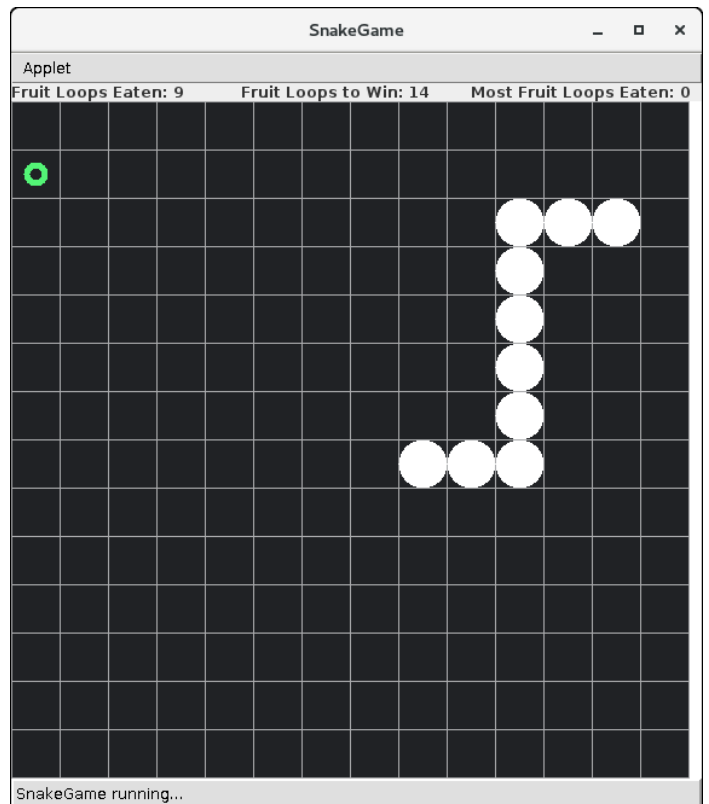 SnakeGame
Applet
Fruit Loops Eaten: 9 Fruit Loops to Win: 14 Most Fruit Loops Eaten: 0
SnakeGame running...